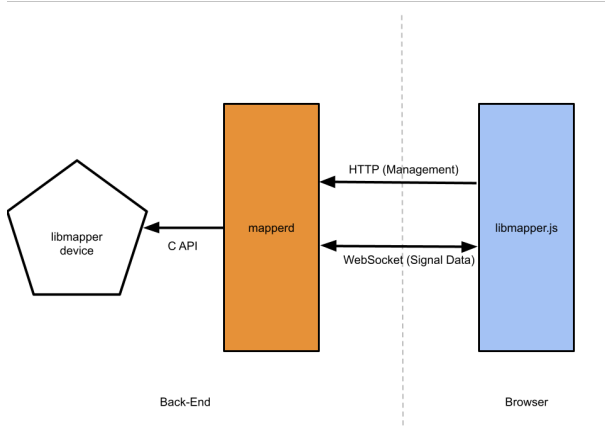 HTTP (Management)
libmapper
device
C API
mapperd
libmapper.js
WebSocket (Signal Data)
Back-End
Browser